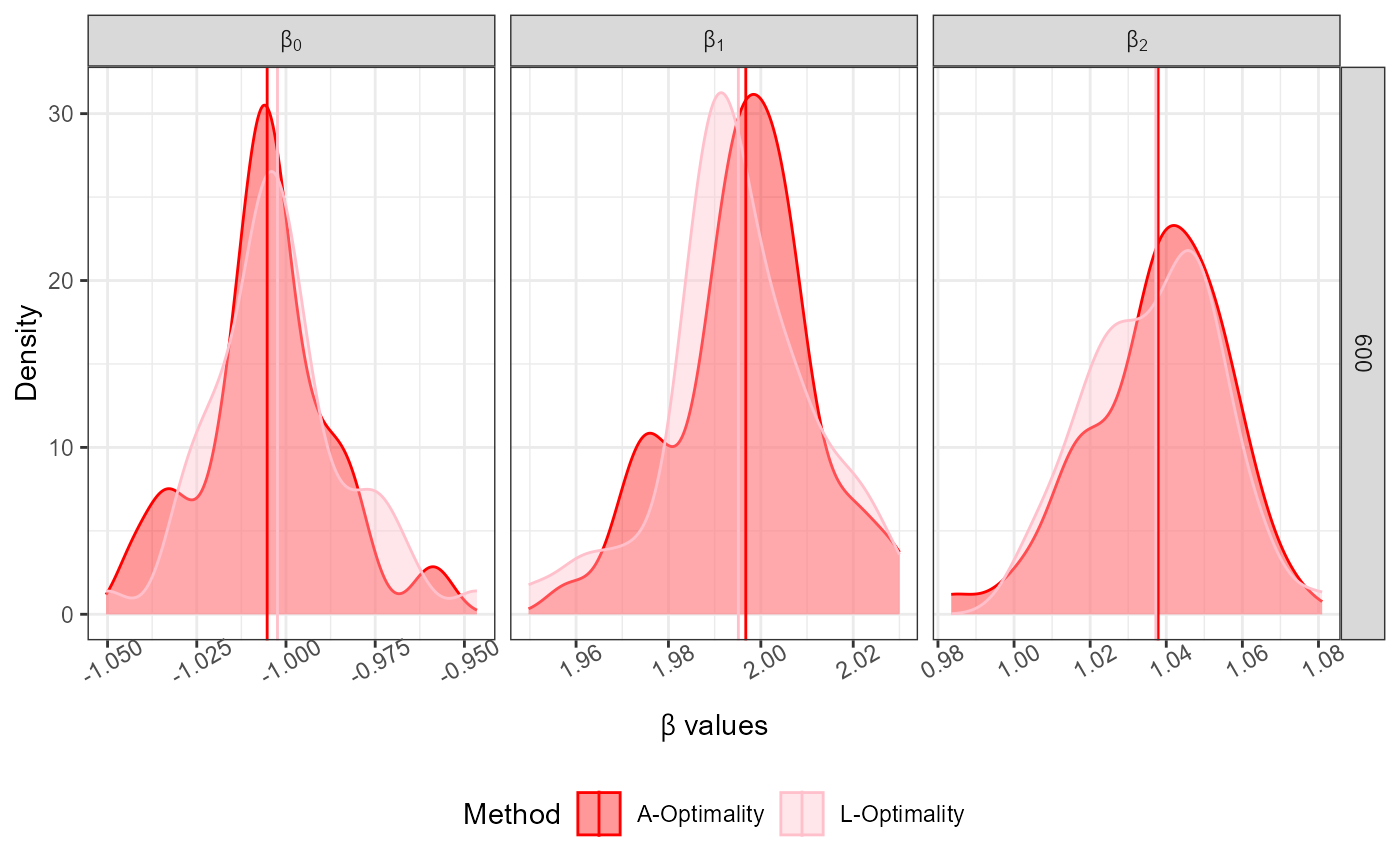 β₀ β₁ β₂
600
Density
30
20
10
0
-1.050 -1.025 -1.000 -0.975 -0.950
1.96 1.98 2.00 2.02
0.98 1.00 1.02 1.04 1.06 1.08
β values
Method A-Optimality L-Optimality